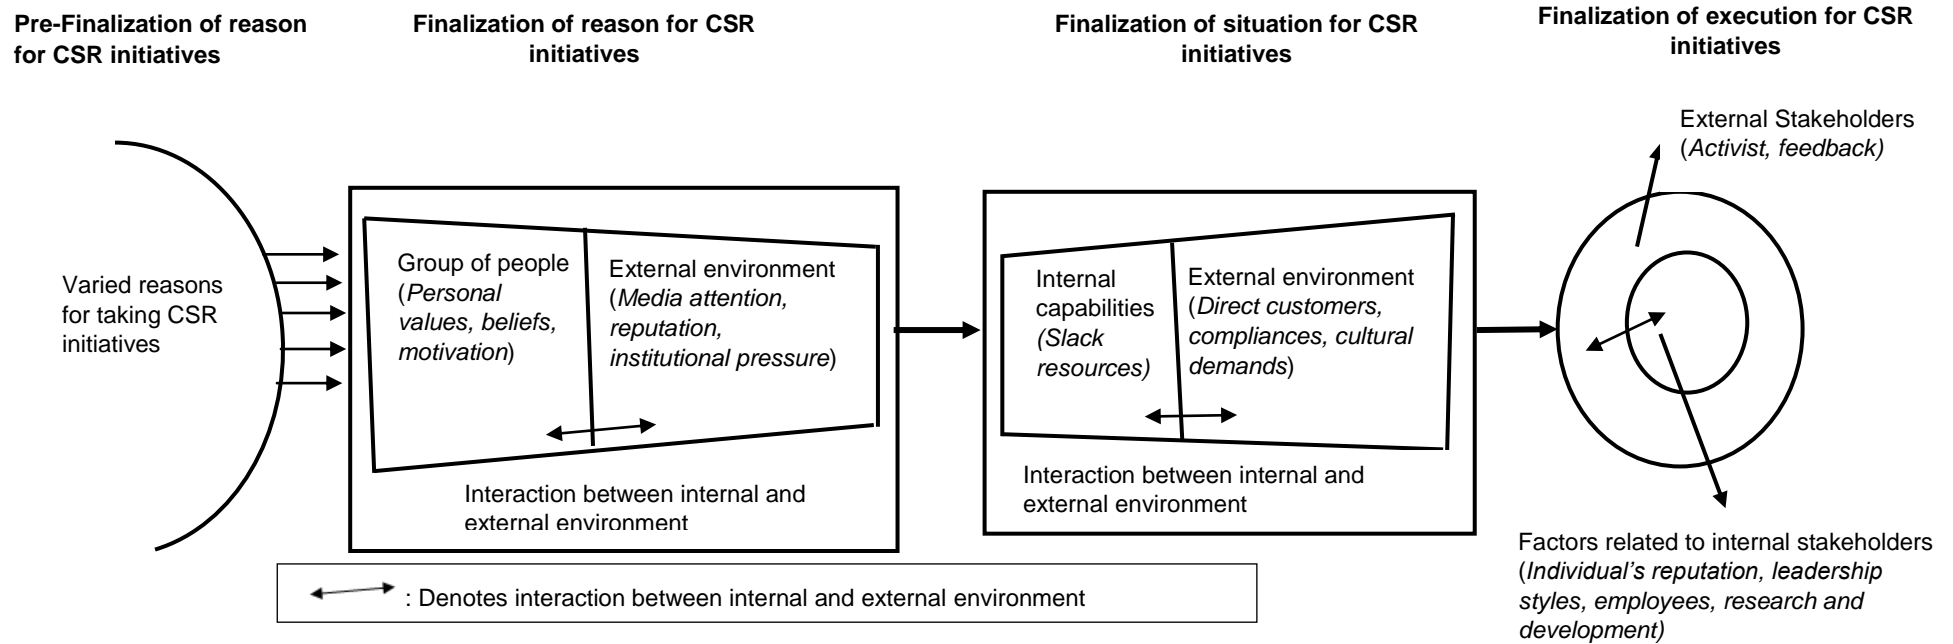 Pre-Finalization of reason
for CSR initiatives
Finalization of reason for CSR
initiatives
Finalization of situation for CSR
initiatives
Finalization of execution for CSR
initiatives
Varied reasons
for taking CSR
initiatives
Group of people
(Personal
values, beliefs,
motivation)
External environment
(Media attention,
reputation,
institutional pressure)
Interaction between internal and
external environment
Internal
capabilities
(Slack
resources)
External environment
(Direct customers,
compliances, cultural
demands)
Interaction between internal and
external environment
External Stakeholders
(Activist, feedback)
Factors related to internal stakeholders
(Individual’s reputation, leadership
styles, employees, research and
development)
: Denotes interaction between internal and external environment